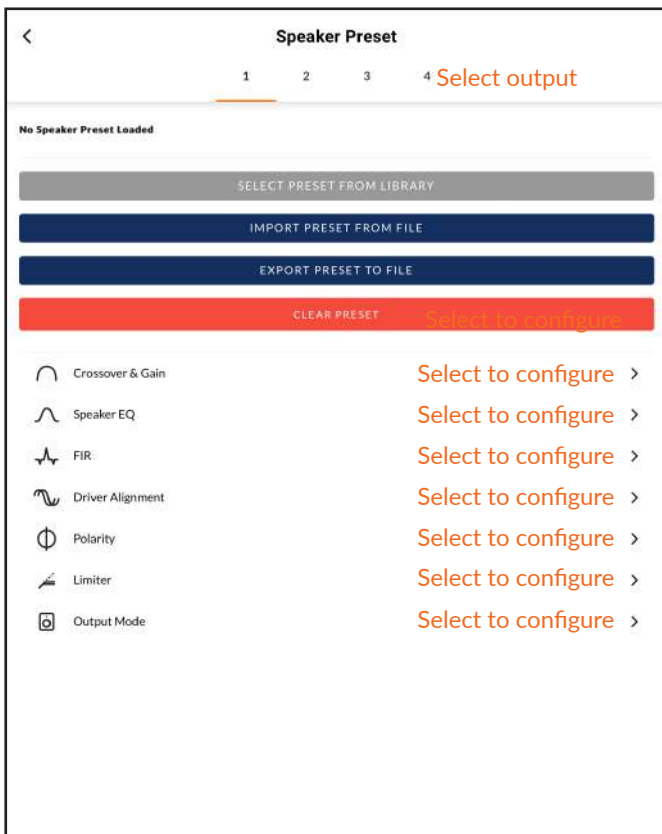 Speaker Preset
1 2 3 4 Select output
No Speaker Preset Loaded
SELECT PRESET FROM LIBRARY
IMPORT PRESET FROM FILE
EXPORT PRESET TO FILE
CLEAR PRESET Select to configure
Crossover & Gain Select to configure
Speaker EQ Select to configure
FIR Select to configure
Driver Alignment Select to configure
Polarity Select to configure
Limiter Select to configure
Output Mode Select to configure